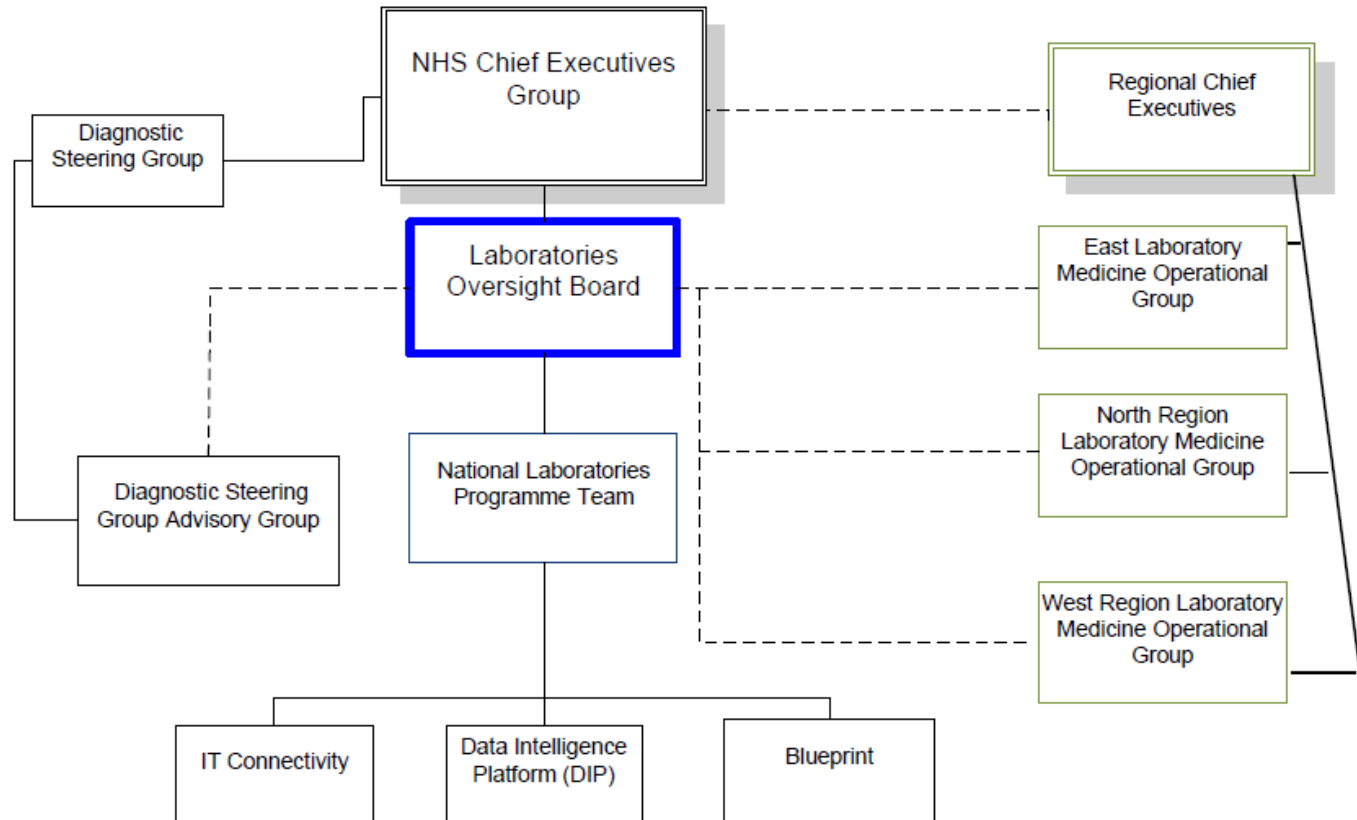 NHS Chief Executives
Group
Regional Chief
Executives
Diagnostic
Steering Group
Laboratories
Oversight Board
East Laboratory
Medicine Operational
Group
North Region
Laboratory Medicine
Operational Group
National Laboratories
Programme Team
Diagnostic Steering
Group Advisory Group
West Region Laboratory
Medicine Operational
Group
IT Connectivity
Data Intelligence
Platform (DIP)
Blueprint